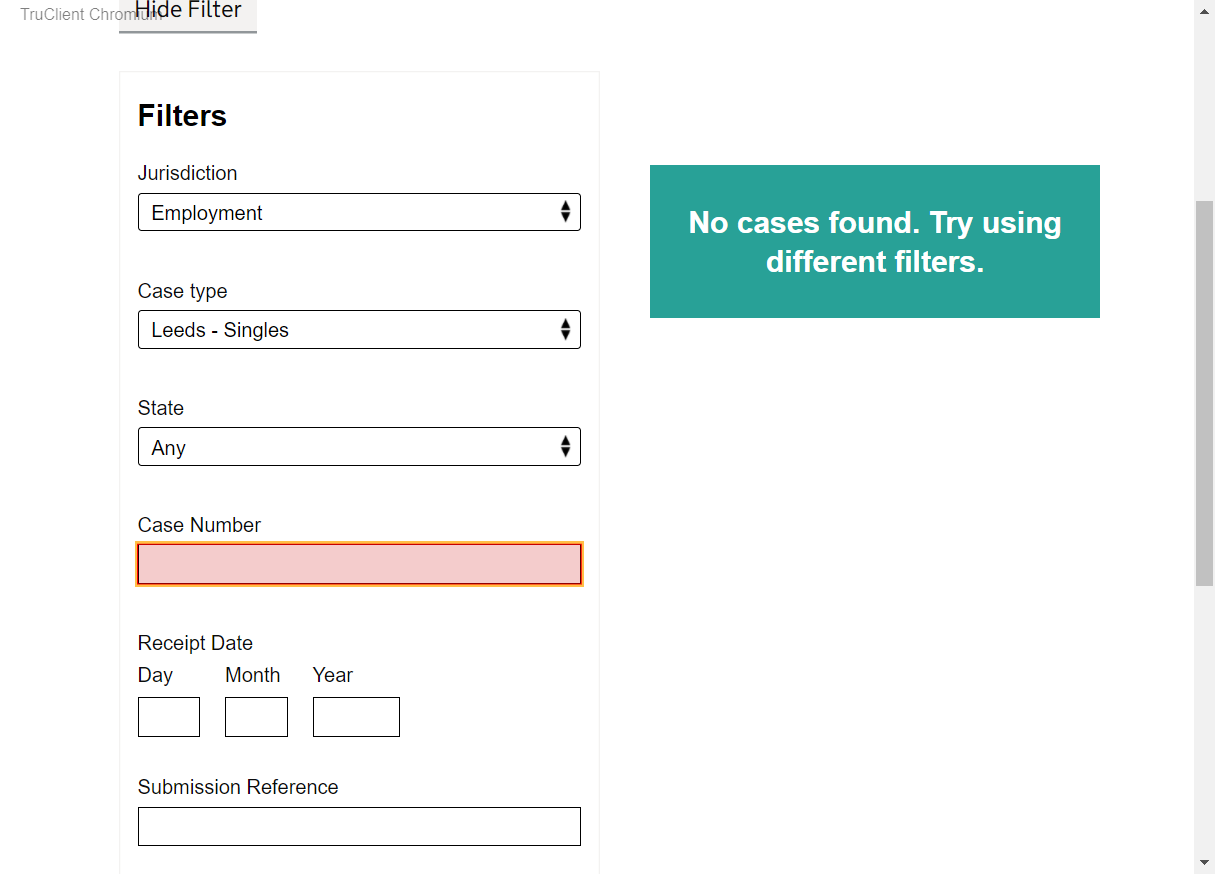 TruClient Chromium
Hide Filter
Filters
Jurisdiction
Employment
No cases found. Try using
different filters.
Case type
Leeds - Singles
State
Any
Case Number
Receipt Date
Day Month Year
Submission Reference